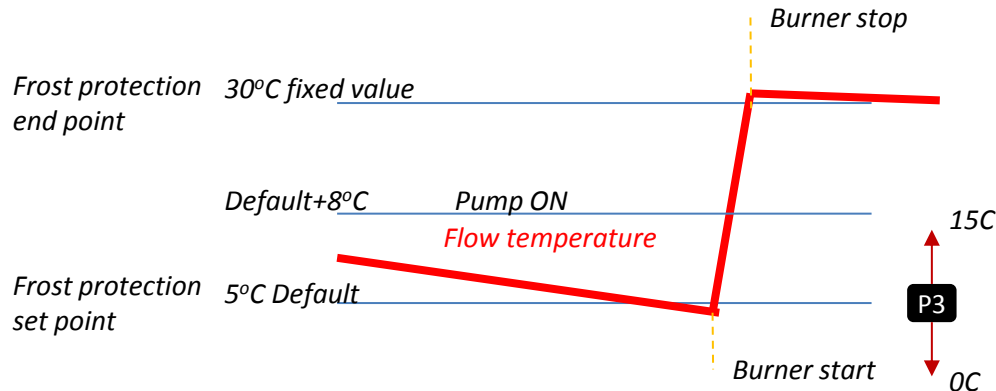 Burner stop
Frost protection
end point
30°C fixed value
Default+8°C
Pump ON
Flow temperature
15C
Frost protection
set point
5°C Default
P3
Burner start
0C